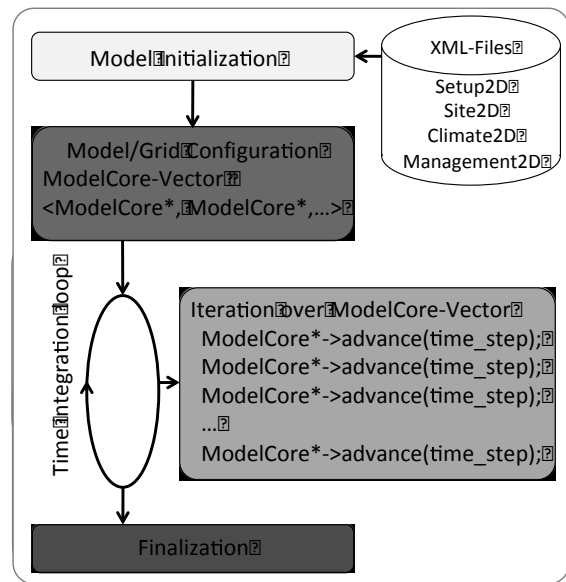 Model Initialization
XML-Files
Setup2D
Site2D
Climate2D
Management2D
Model/Grid Configuration
ModelCore-Vector
<ModelCore*, ModelCore*,...>
Time integration loop
Iteration over ModelCore-Vector
ModelCore*->advance(time_step);
ModelCore*->advance(time_step);
ModelCore*->advance(time_step);
...
ModelCore*->advance(time_step);
Finalization